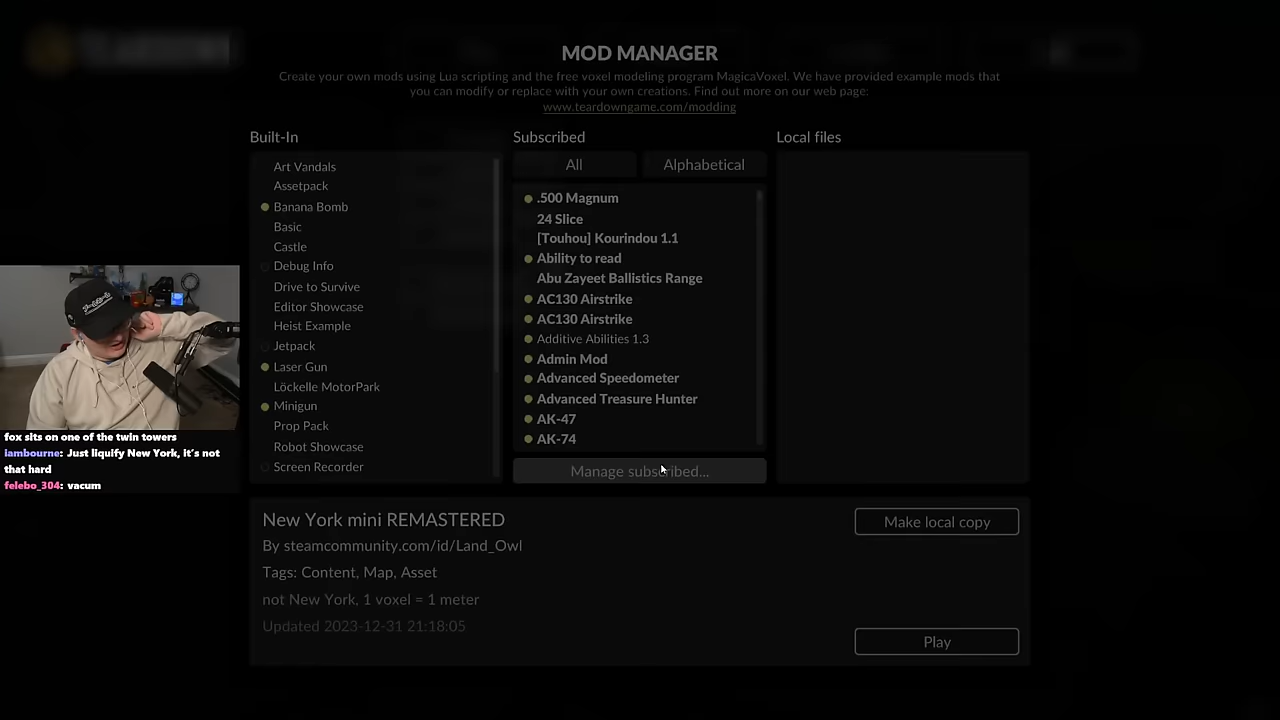 TEARDOWN
MOD MANAGER
Create your own mods using Lua scripting and the free voxel modeling program MagicaVoxel. We have provided example mods that
you can modify or replace with your own creations. Find out more on our web page:
www.teardowngame.com/modding
Built-In
Art Vandals
Assetpack
Banana Bomb
Basic
Castle
Debug Info
Drive to Survive
Editor Showcase
Heist Example
Jetpack
Laser Gun
Löckelle MotorPark
Minigun
Prop Pack
Robot Showcase
Screen Recorder
Subscribed
All
Alphabetical
.500 Magnum
24 Slice
[Touhou] Kourindou 1.1
Ability to read
Abu Zayeet Ballistics Range
AC130 Airstrike
AC130 Airstrike
Additive Abilities 1.3
Admin Mod
Advanced Speedometer
Advanced Treasure Hunter
AK-47
AK-74
Manage subscribed...
Local files
fox sits on one of the twin towers
iambourne: Just liquify New York, it's not
that hard
felebo_304: vacum
New York mini REMASTERED
By steamcommunity.com/id/Land_Owl
Tags: Content, Map, Asset
not New York, 1 voxel = 1 meter
Updated 2023-12-31 21:18:05
Make local copy
Play